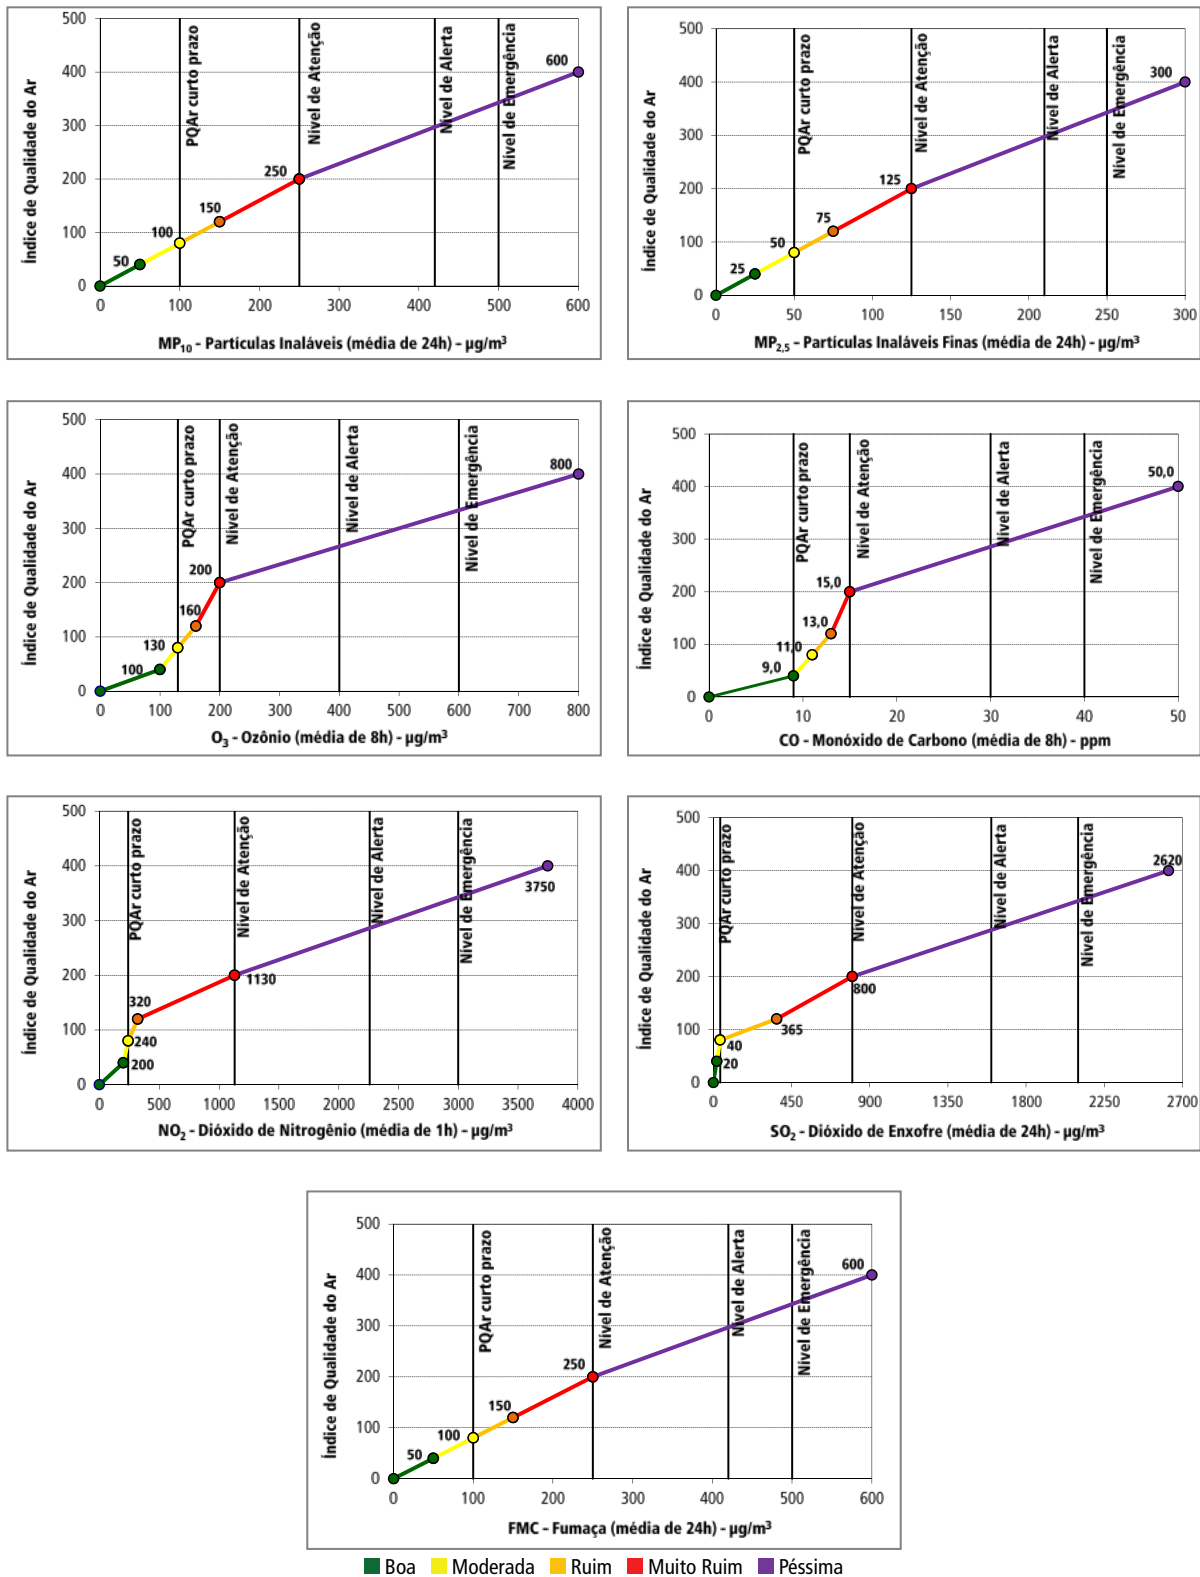 500
400
300
200
100
0
Índice de Qualidade do Ar
PQAr curto prazo
Nível de Atenção
Nível de Alerta
Nível de Emergência
50
100
150
250
600
0 100 200 300 400 500 600
MP10 - Partículas Inaláveis (média de 24h) - µg/m³
500
400
300
200
100
0
Índice de Qualidade do Ar
PQAr curto prazo
Nível de Atenção
Nível de Alerta
Nível de Emergência
25
50
75
125
300
0 50 100 150 200 250 300
MP2,5 - Partículas Inaláveis Finas (média de 24h) - µg/m³
500
400
300
200
100
0
Índice de Qualidade do Ar
PQAr curto prazo
Nível de Atenção
Nível de Alerta
Nível de Emergência
100
130
160
200
800
0 100 200 300 400 500 600 700 800
O3 - Ozônio (média de 8h) - µg/m³
500
400
300
200
100
0
Índice de Qualidade do Ar
PQAr curto prazo
Nível de Atenção
Nível de Alerta
Nível de Emergência
9,0
11,0
13,0
15,0
50,0
0 10 20 30 40 50
CO - Monóxido de Carbono (média de 8h) - ppm
500
400
300
200
100
0
Índice de Qualidade do Ar
PQAr curto prazo
Nível de Atenção
Nível de Alerta
Nível de Emergência
200
240
320
1130
3750
0 500 1000 1500 2000 2500 3000 3500 4000
NO2 - Dióxido de Nitrogênio (média de 1h) - µg/m³
500
400
300
200
100
0
Índice de Qualidade do Ar
PQAr curto prazo
Nível de Atenção
Nível de Alerta
Nível de Emergência
20
40
365
800
2620
0 450 900 1350 1800 2250 2700
SO2 - Dióxido de Enxofre (média de 24h) - µg/m³
500
400
300
200
100
0
Índice de Qualidade do Ar
PQAr curto prazo
Nível de Atenção
Nível de Alerta
Nível de Emergência
50
100
150
250
600
0 100 200 300 400 500 600
FMC - Fumaça (média de 24h) - µg/m³
Boa Moderada Ruim Muito Ruim Péssima